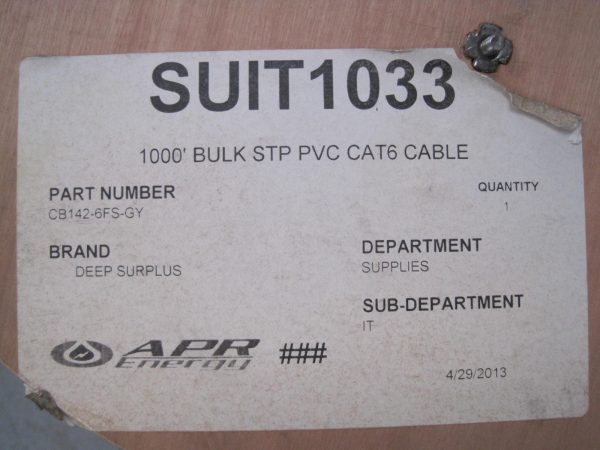 SUIT1033
1000' BULK STP PVC CAT6 CABLE
PART NUMBER
CB142-6FS-GY
QUANTITY
1
BRAND
DEEP SURPLUS
DEPARTMENT
SUPPLIES
SUB-DEPARTMENT
IT
APR
Energy
###
4/29/2013